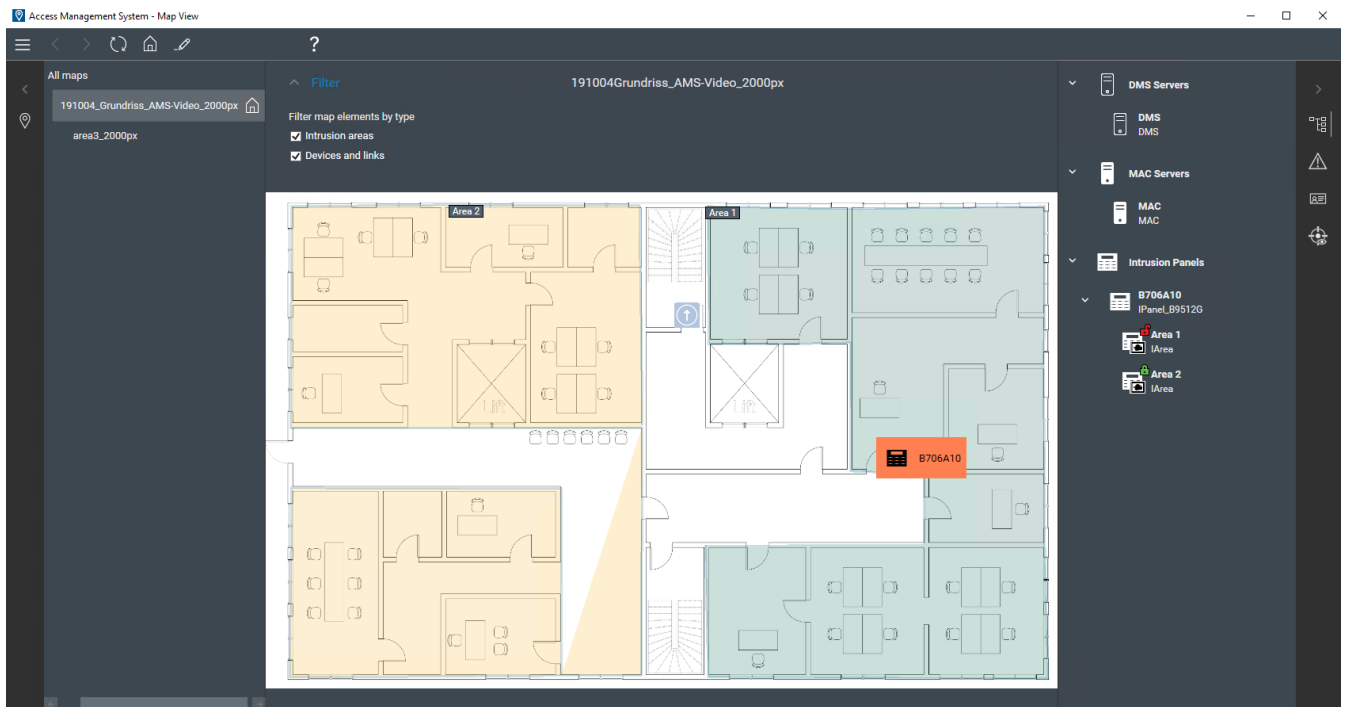 Access Management System - Map View
?
All maps
191004_Grundriss_AMS-Video_2000px
area3_2000px
Filter
191004Grundriss_AMS-Video_2000px
Filter map elements by type
Intrusion areas
Devices and links
Area 2
Area 1
Lift
Lift
B706A10
DMS Servers
DMS
DMS
MAC Servers
MAC
MAC
Intrusion Panels
B706A10
IPanel_B9512G
Area 1
IArea
Area 2
IArea